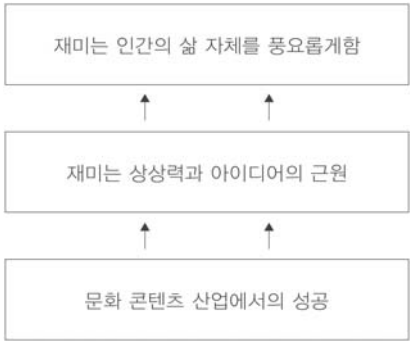 재미는 인간의 삶 자체를 풍요롭게함
재미는 상상력과 아이디어의 근원
문화 콘텐츠 산업에서의 성공